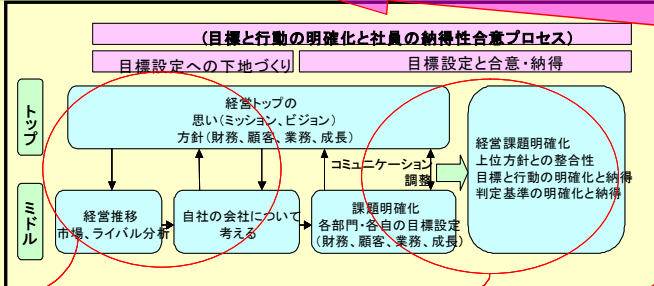 (目標と行動の明確化と社員の納得性合意プロセス)
目標設定への下地づくり
目標設定と合意・納得
トップ
経営トップの
思い(ミッション、ビジョン)
方針(財務、顧客、業務、成長)
コミュニケーション
調整
経営課題明確化
上位方針との整合性
目標と行動の明確化と納得
判定基準の明確化と納得
ミドル
経営推移
市場、ライバル分析
自社の会社について
考える
課題明確化
各部門・各自の目標設定
(財務、顧客、業務、成長)